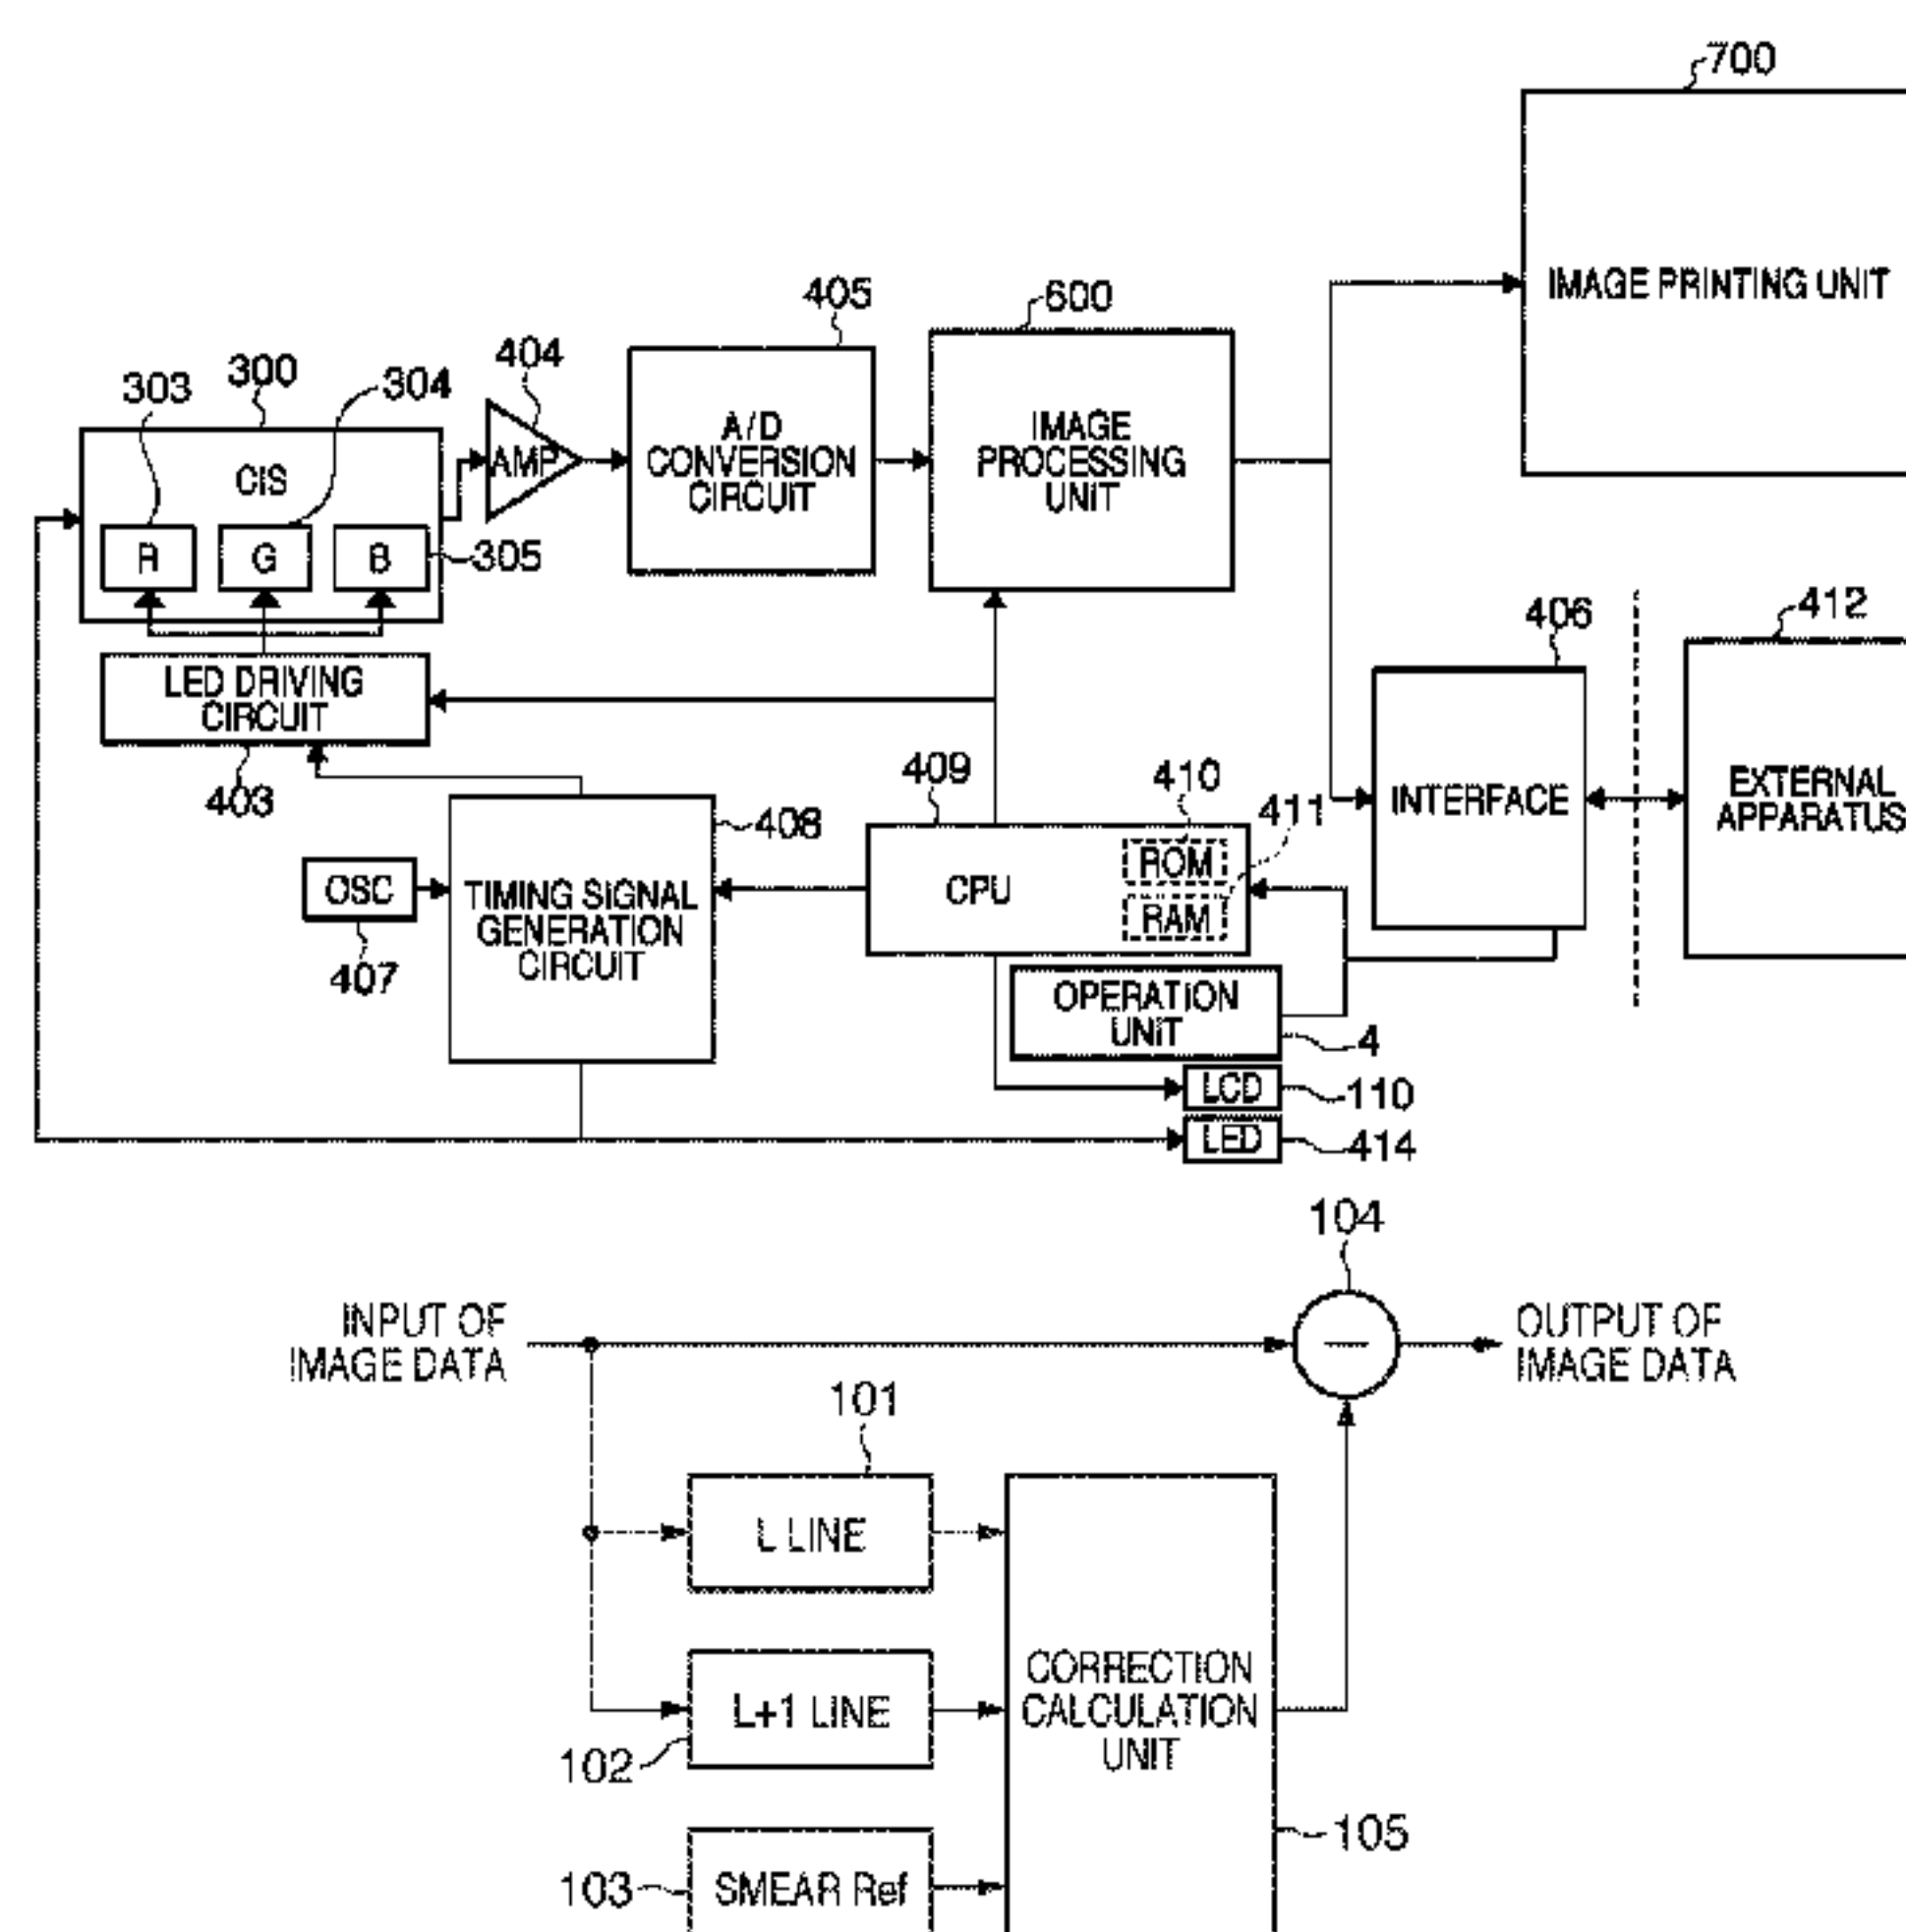 700
IMAGE PRINTING UNIT
405
600
404
300
303
304
A/D
CONVERSION
CIRCUIT
IMAGE
PROCESSING
UNIT
AMP
CIS
R
G
B
305
406
412
LED DRIVING
CIRCUIT
403
409
410
411
408
INTERFACE
EXTERNAL
APPARATUS
ROM
CPU
RAM
OSC
407
TIMING SIGNAL
GENERATION
CIRCUIT
OPERATION
UNIT
4
LCD
110
LED
414
104
INPUT OF
IMAGE DATA
OUTPUT OF
IMAGE DATA
101
L LINE
L+1 LINE
102
CORRECTION
CALCULATION
UNIT
105
103
SMEAR Ref